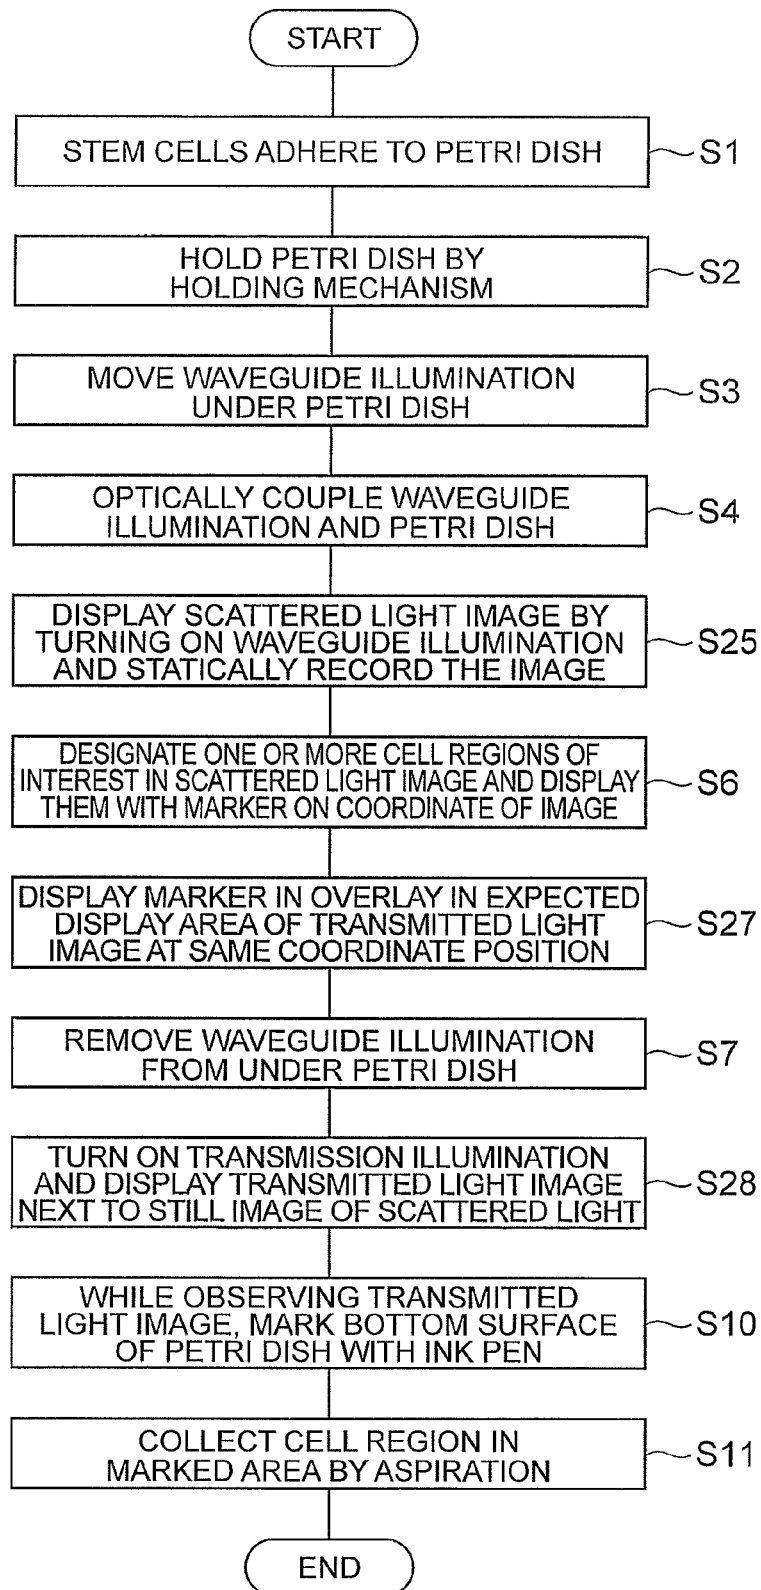 START
STEM CELLS ADHERE TO PETRI DISH
S1
HOLD PETRI DISH BY
HOLDING MECHANISM
S2
MOVE WAVEGUIDE ILLUMINATION
UNDER PETRI DISH
S3
OPTICALLY COUPLE WAVEGUIDE
ILLUMINATION AND PETRI DISH
S4
DISPLAY SCATTERED LIGHT IMAGE BY
TURNING ON WAVEGUIDE ILLUMINATION
AND STATICALLY RECORD THE IMAGE
S25
DESIGNATE ONE OR MORE CELL REGIONS OF
INTEREST IN SCATTERED LIGHT IMAGE AND DISPLAY
THEM WITH MARKER ON COORDINATE OF IMAGE
S6
DISPLAY MARKER IN OVERLAY IN EXPECTED
DISPLAY AREA OF TRANSMITTED LIGHT
IMAGE AT SAME COORDINATE POSITION
S27
REMOVE WAVEGUIDE ILLUMINATION
FROM UNDER PETRI DISH
S7
TURN ON TRANSMISSION ILLUMINATION
AND DISPLAY TRANSMITTED LIGHT IMAGE
NEXT TO STILL IMAGE OF SCATTERED LIGHT
S28
WHILE OBSERVING TRANSMITTED
LIGHT IMAGE, MARK BOTTOM SURFACE
OF PETRI DISH WITH INK PEN
S10
COLLECT CELL REGION IN
MARKED AREA BY ASPIRATION
S11
END